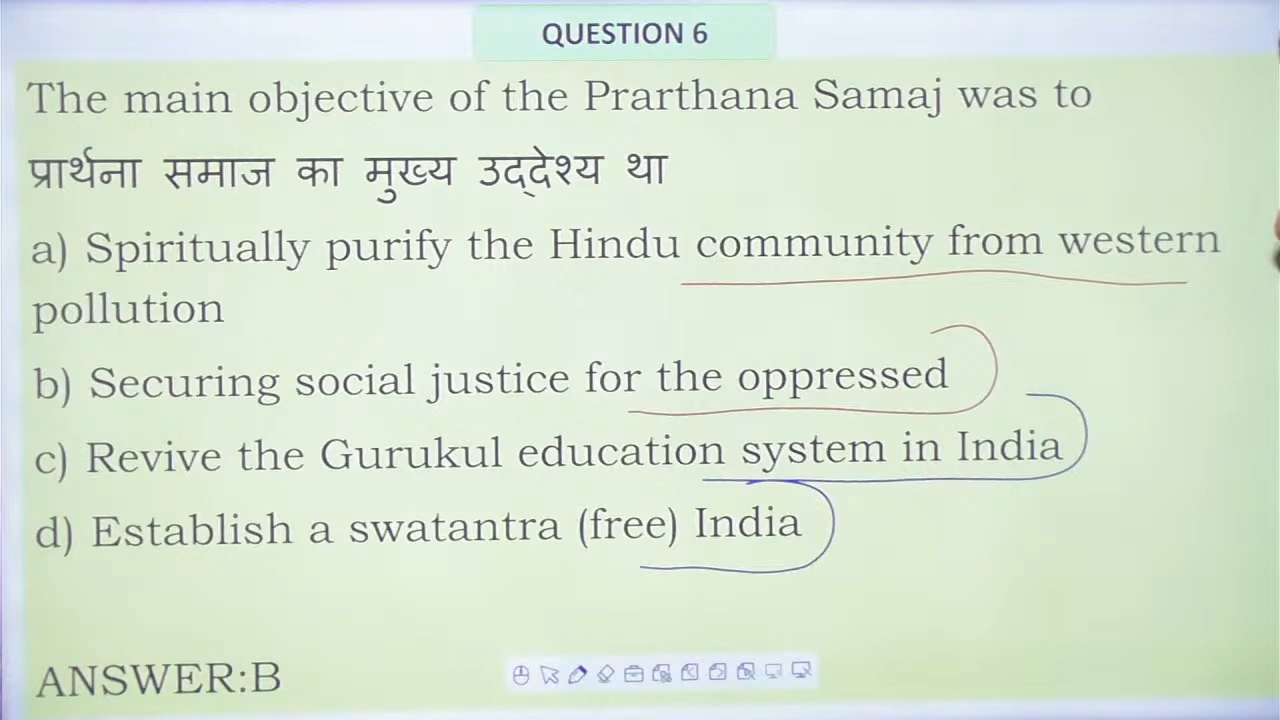 QUESTION 6
The main objective of the Prarthana Samaj was to
प्रार्थना समाज का मुख्य उद्देश्य था
a) Spiritually purify the Hindu community from western
pollution
b) Securing social justice for the oppressed
c) Revive the Gurukul education system in India
d) Establish a swatantra (free) India
ANSWER:B